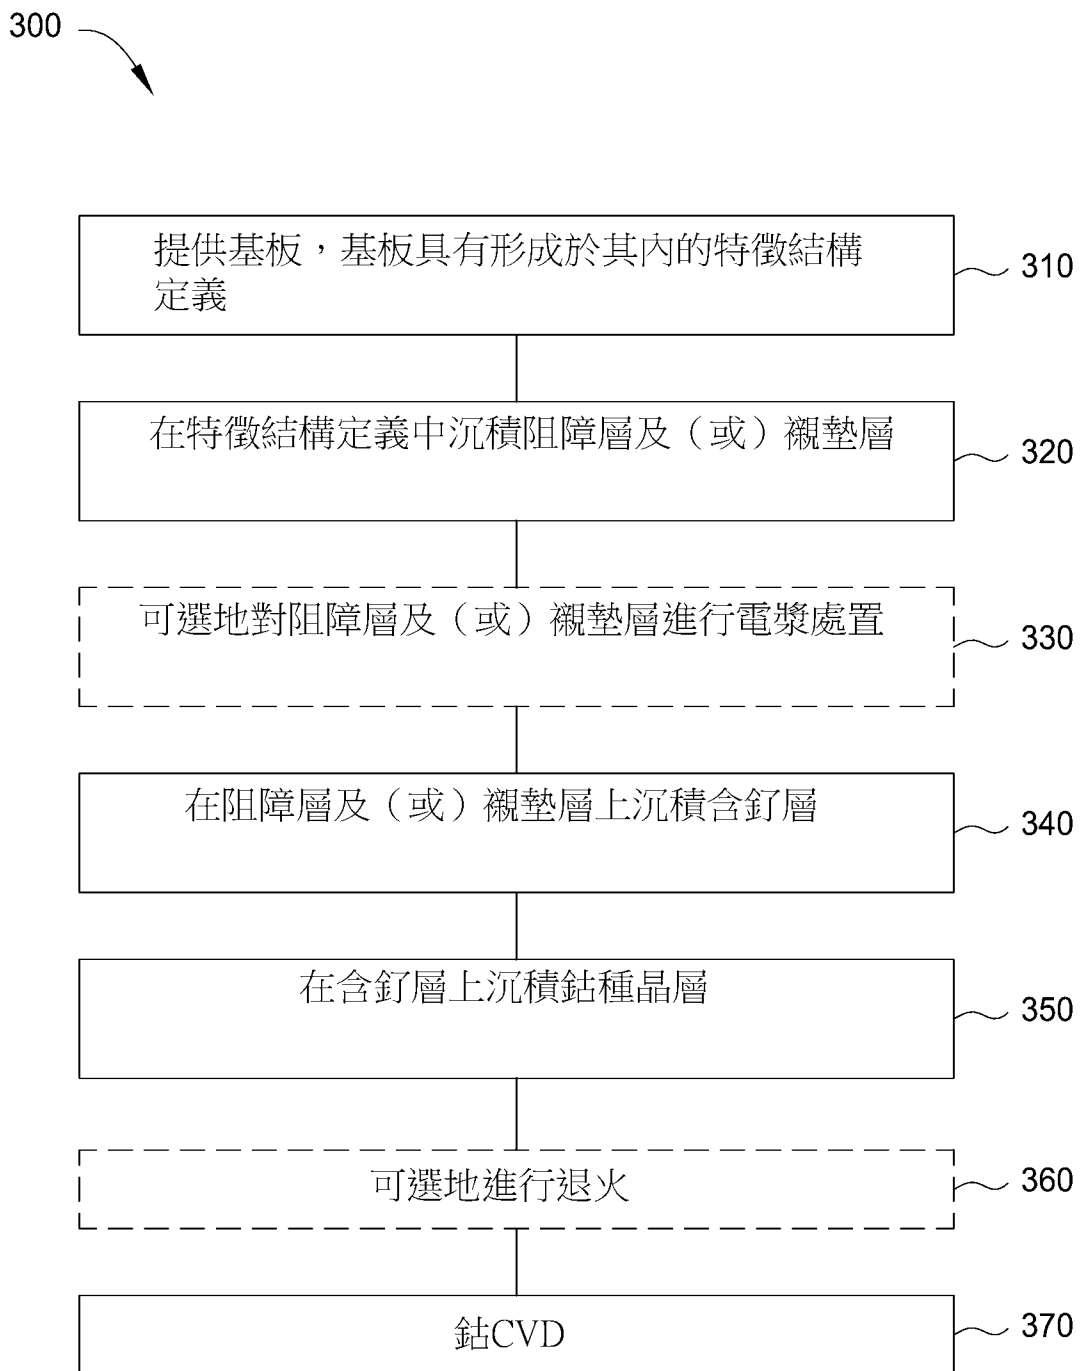 300
提供基板，基板具有形成於其內的特徵結構
定義
310
在特徵結構定義中沉積阻障層及（或）襯墊層
320
可選地對阻障層及（或）襯墊層進行電漿處置
330
在阻障層及（或）襯墊層上沉積含釕層
340
在含釕層上沉積鈷種晶層
350
可選地進行退火
360
鈷CVD
370